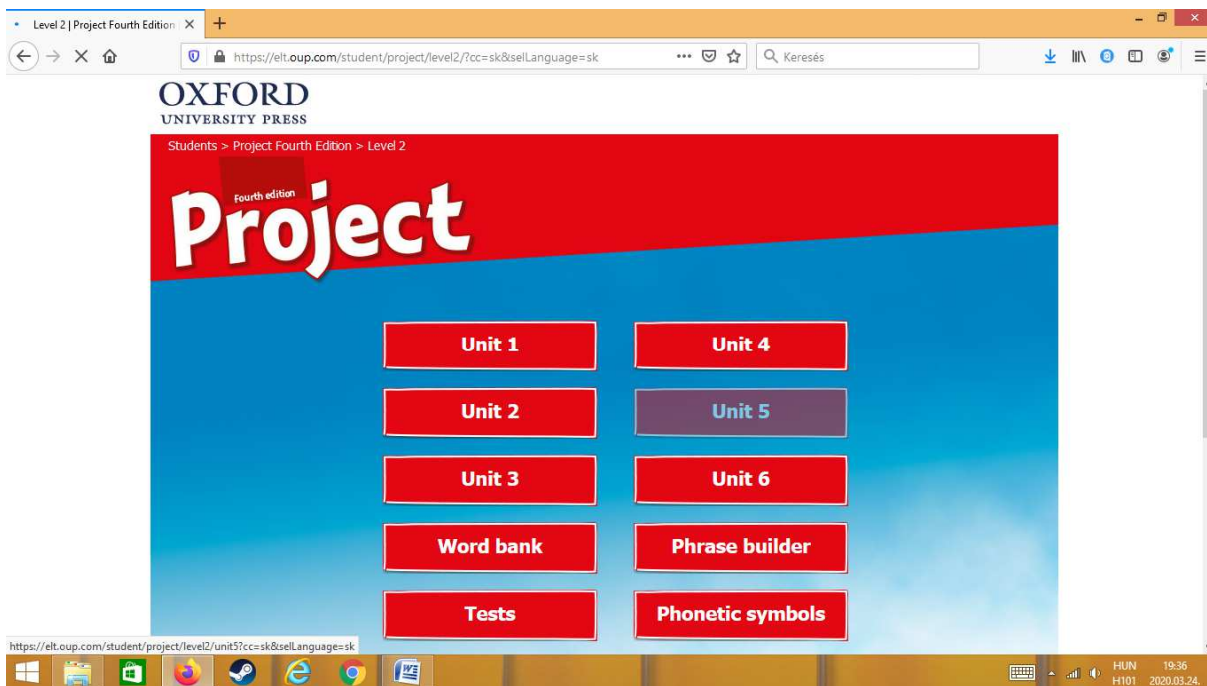 Level 2 | Project Fourth Edition
https://elt.oup.com/student/project/level2/?cc=sk&selLanguage=sk
Keresés
OXFORD
UNIVERSITY PRESS
Students > Project Fourth Edition > Level 2
Fourth edition
Project
Unit 1
Unit 4
Unit 2
Unit 5
Unit 3
Unit 6
Word bank
Phrase builder
Tests
Phonetic symbols
https://elt.oup.com/student/project/level2/unit5?cc=sk&selLanguage=sk
HUN 19:36
H101 2020.03.24.